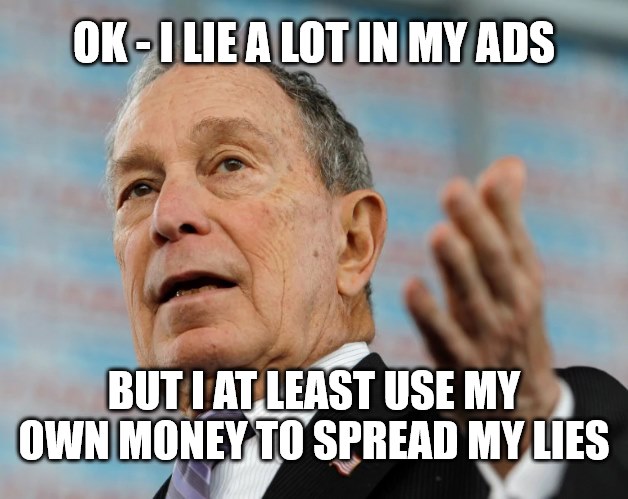 OK - I LIE A LOT IN MY ADS
BUT I AT LEAST USE MY
OWN MONEY TO SPREAD MY LIES